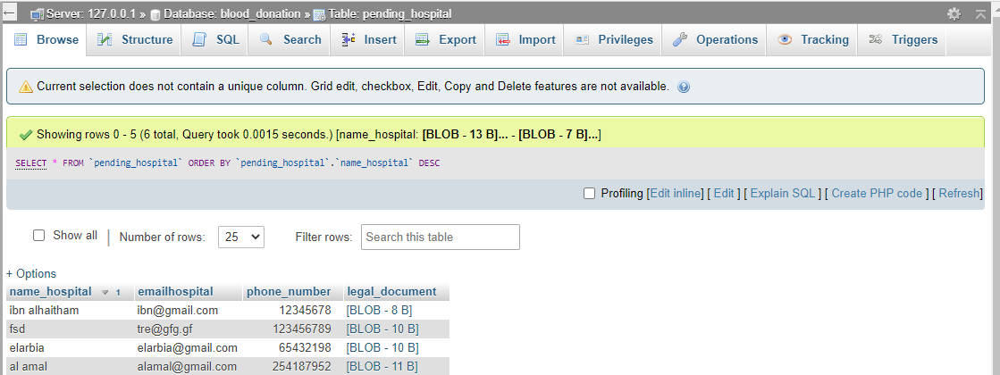 Server: 127.0.0.1 » Database: blood_donation » Table: pending_hospital
Browse Structure SQL Search Insert Export Import Privileges Operations Tracking Triggers
Current selection does not contain a unique column. Grid edit, checkbox, Edit, Copy and Delete features are not available.
Showing rows 0 - 5 (6 total, Query took 0.0015 seconds.) [name_hospital: [BLOB - 13 B]... - [BLOB - 7 B]...]
SELECT * FROM `pending_hospital` ORDER BY `pending_hospital`.`name_hospital` DESC
Profiling [Edit inline] [ Edit ] [ Explain SQL ] [ Create PHP code ] [ Refresh]
Show all | Number of rows: 25 Filter rows: Search this table
+ Options
name_hospital 1 emailhospital phone_number legal_document
ibn alhaitham ibn@gmail.com 12345678 [BLOB - 8 B]
fsd tre@gfg.gf 123456789 [BLOB - 10 B]
elarbia elarbia@gmail.com 65432198 [BLOB - 10 B]
al amal alamal@gmail.com 254187952 [BLOB - 11 B]